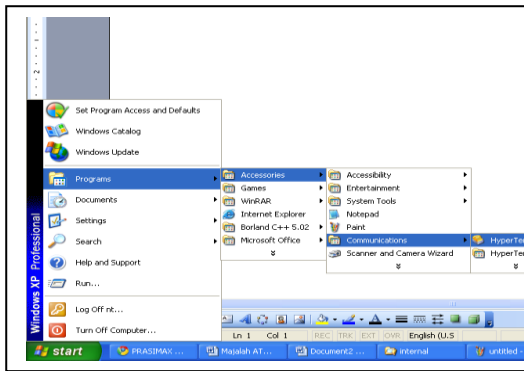 Set Program Access and Defaults
Windows Catalog
Windows Update
Programs
Documents
Settings
Search
Help and Support
Run...
Log Off nt...
Turn Off Computer...
Windows XP Professional
Accessories
Games
WinRAR
Internet Explorer
Borland C++ 5.02
Microsoft Office
Accessibility
Entertainment
System Tools
Notepad
Paint
Communications
Scanner and Camera Wizard
HyperTer
HyperTer
Ln 1 Col 1 REC TRK EXT OVR English (U.S
start PRASIMAX ... Majalah AT... Document2 ... internal untitled -